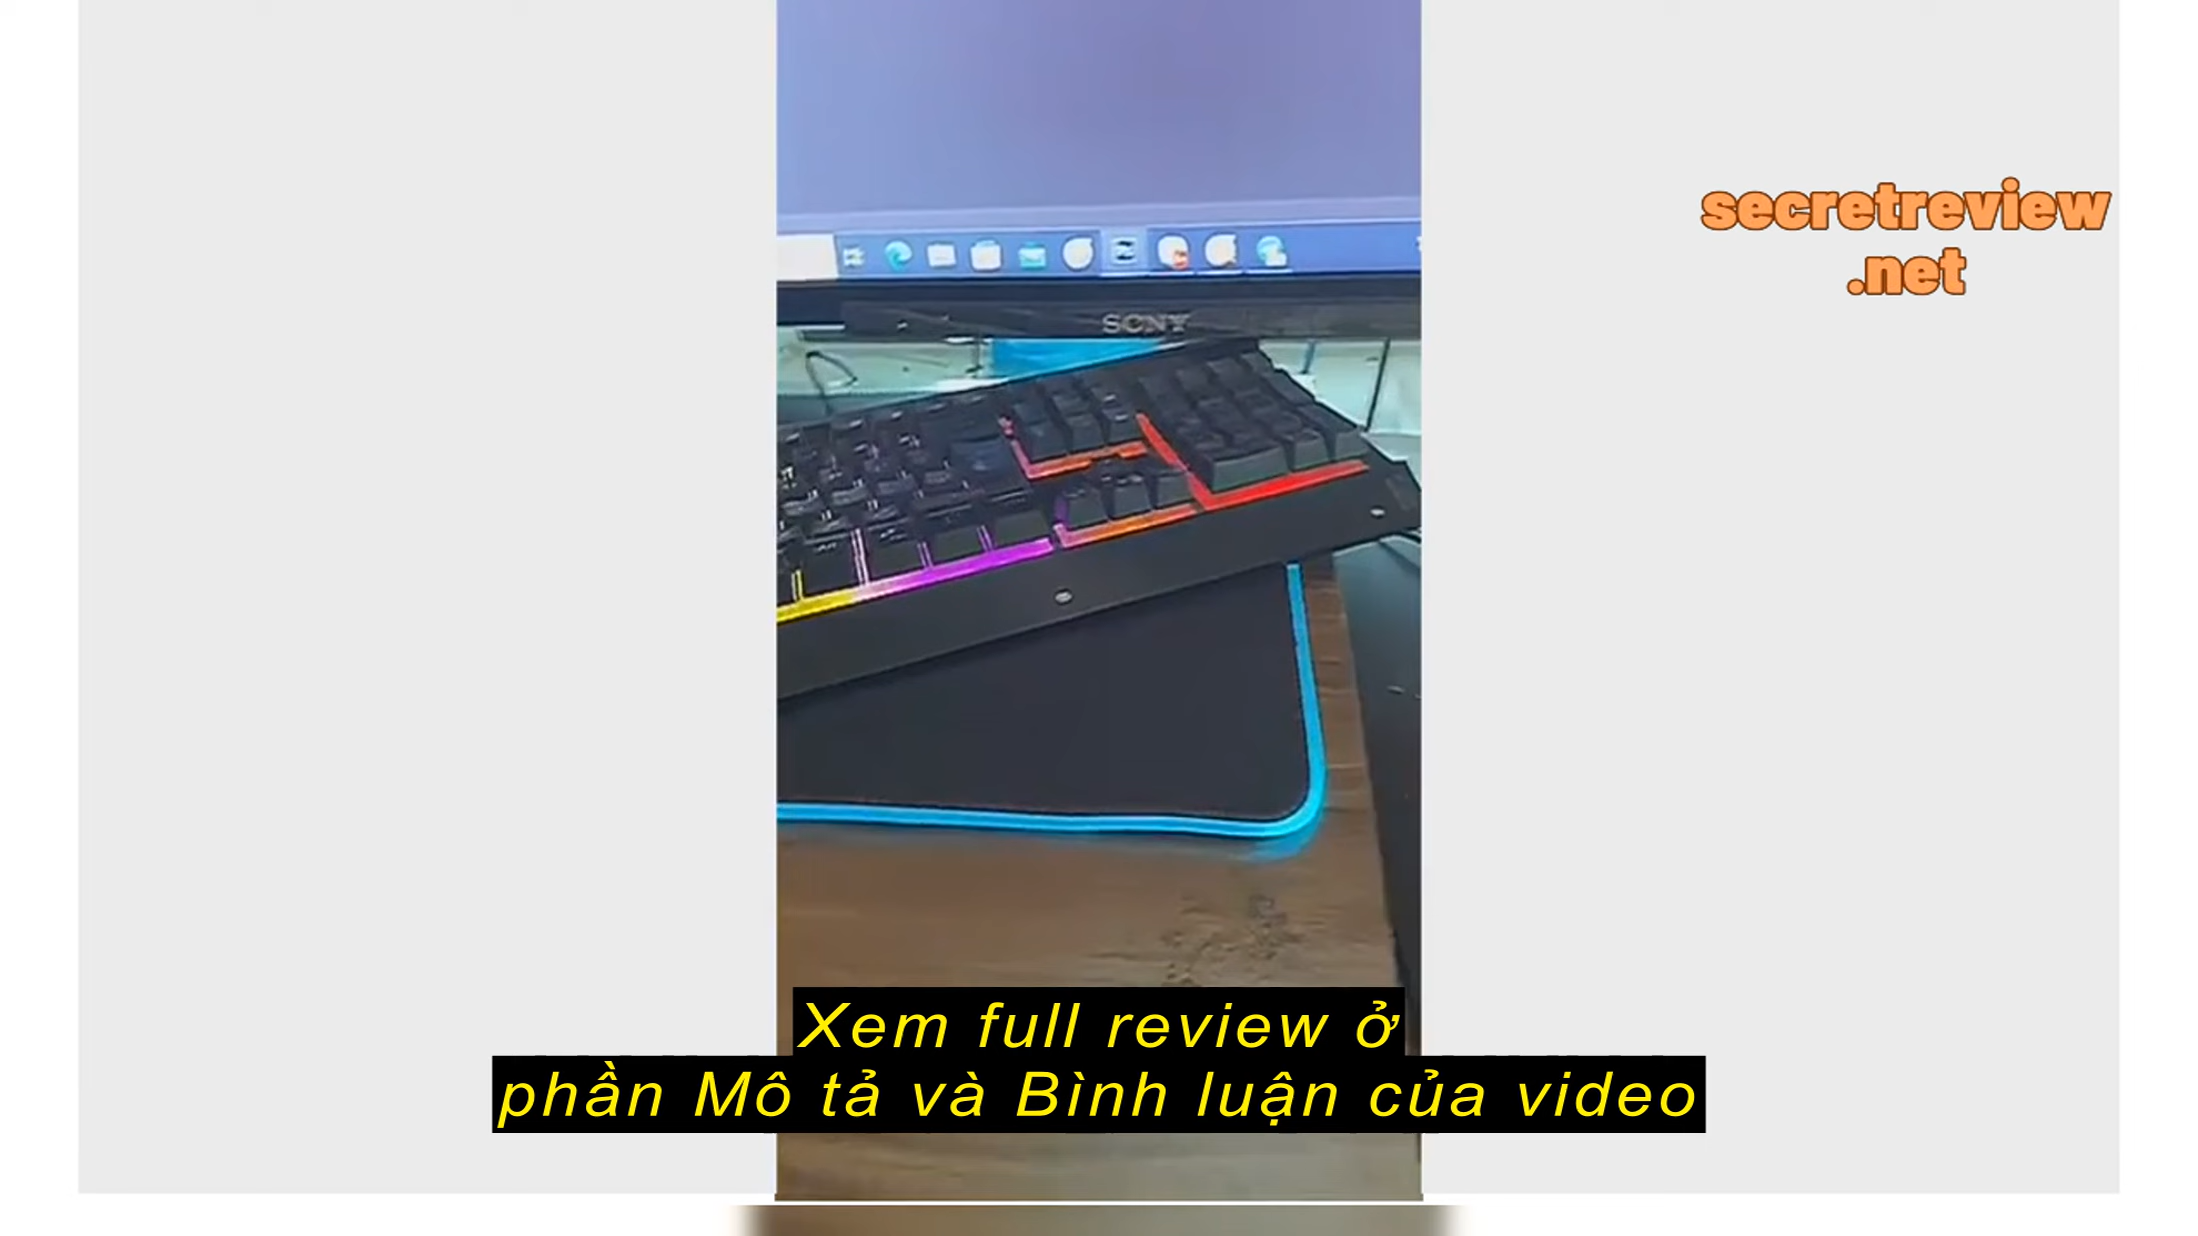 secretreview
.net
SONY
Xem full review ở
phần Mô tả và Bình luận của video